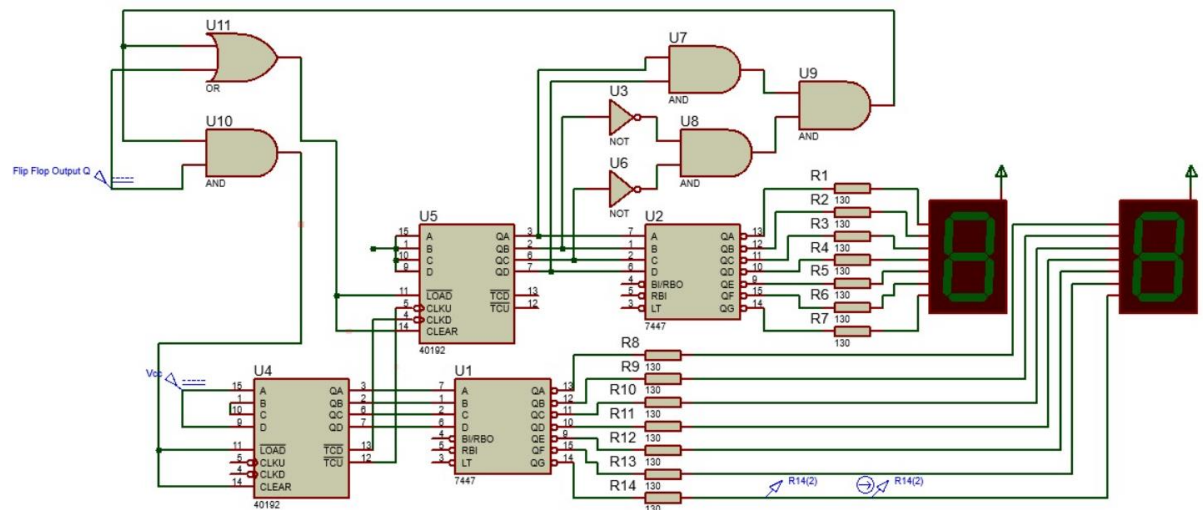 U11
OR
U10
AND
Flip Flop Output Q
U7
AND
U3
NOT
U8
AND
U9
AND
U6
NOT
U5
15 A QA 3
1 B QB 2
10 C QC 6
9 D QD 7
11 LOAD TCD 13
5 CLKU TCU 12
4 CLKD
14 CLEAR
40192
U2
7 A QA 13
1 B QB 12
2 C QC 11
6 D QD 10
4 BI/RBO QE 9
5 RBI QF 15
3 LT QG 14
7447
R1
130
R2
130
R3
130
R4
130
R5
130
R6
130
R7
130
Vcc
U4
15 A QA 3
1 B QB 2
10 C QC 6
9 D QD 7
11 LOAD TCD 13
5 CLKU TCU 12
4 CLKD
14 CLEAR
40192
U1
7 A QA 13
1 B QB 12
2 C QC 11
6 D QD 10
4 BI/RBO QE 9
5 RBI QF 15
3 LT QG 14
7447
R8
130
R9
130
R10
130
R11
130
R12
130
R13
130
R14
130
R14(2)
R14(2)